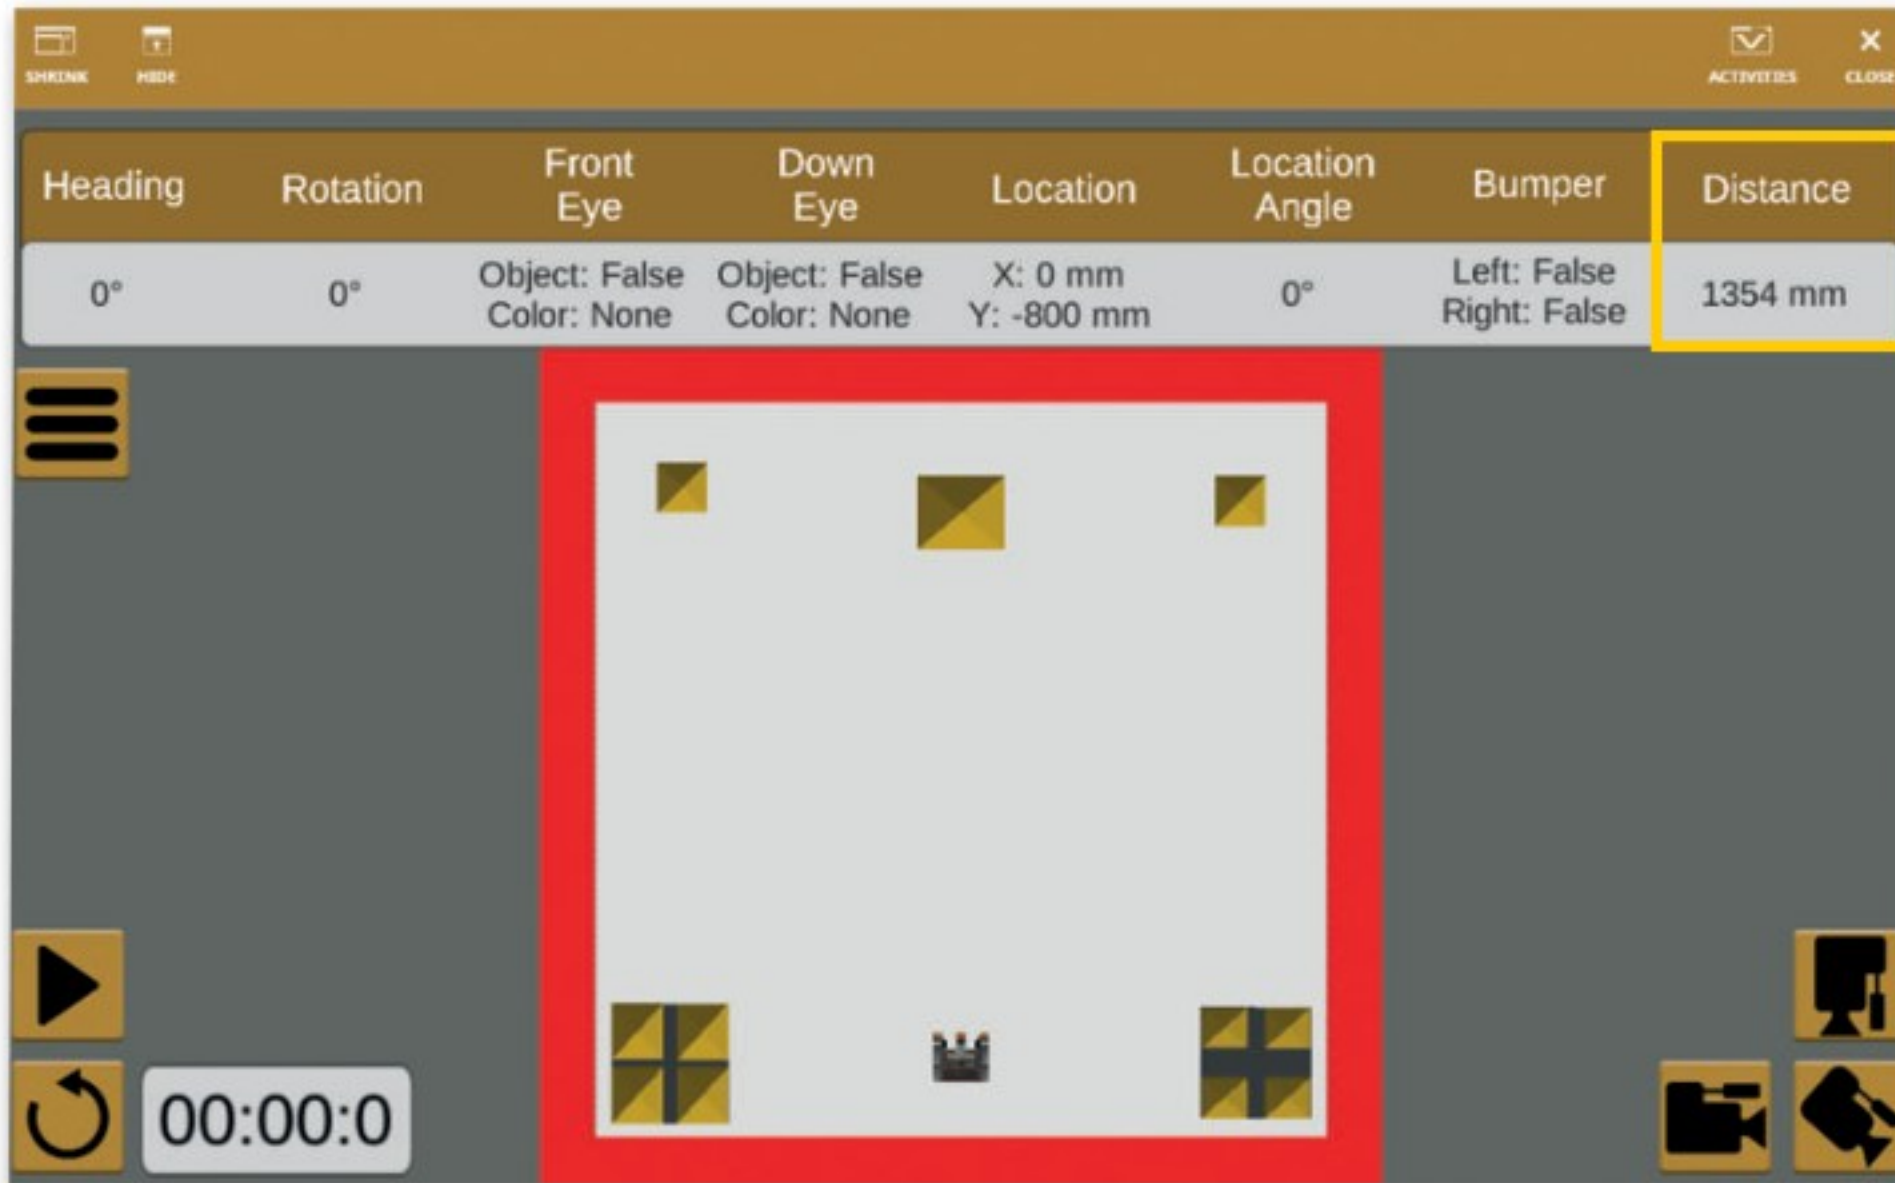 SHRINK
HIDE
ACTIVITIES
CLOSE
Heading
Rotation
Front
Eye
Down
Eye
Location
Location
Angle
Bumper
Distance
0°
0°
Object: False
Color: None
Object: False
Color: None
X: 0 mm
Y: -800 mm
0°
Left: False
Right: False
1354 mm
00:00:0